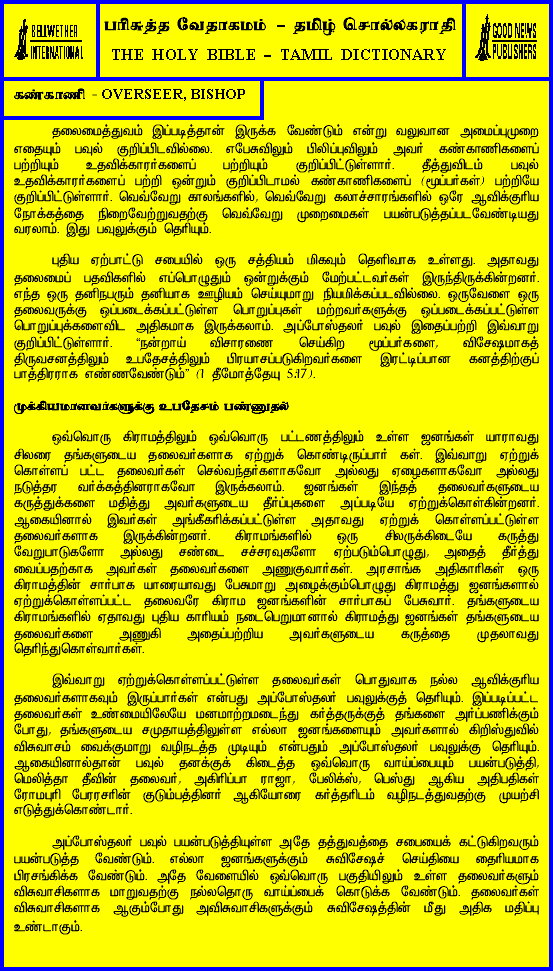 BELLWETHER
INTERNATIONAL
பரிசுத்த வேதாகமம் – தமிழ் சொல்லகராதி
THE HOLY BIBLE – TAMIL DICTIONARY
GOOD NEWS
PUBLISHERS
கண்காணி - OVERSEER, BISHOP
தலைமைத்துவம் இப்படித்தான் இருக்க வேண்டும் என்று வலுவான அமைப்புமுறை
எதையும் பவுல் குறிப்பிடவில்லை. எபேசுவிலும் பிலிப்புவிலும் அவர் கண்காணிகளைப்
பற்றியும் உதவிக்காரர்களைப் பற்றியும் குறிப்பிட்டுள்ளார். தீத்துவிடம் பவுல்
உதவிக்காரர்களைப் பற்றி ஒன்றும் குறிப்பிடாமல் கண்காணிகளைப் (மூப்பர்கள்) பற்றியே
குறிப்பிட்டுள்ளார். வெவ்வேறு காலங்களில், வெவ்வேறு கலாச்சாரங்களில் ஒரே ஆவிக்குரிய
நோக்கத்தை நிறைவேற்றுவதற்கு வெவ்வேறு முறைமைகள் பயன்படுத்தப்படவேண்டியது
வரலாம். இது பவுலுக்கும் தெரியும்.
புதிய ஏற்பாட்டு சபையில் ஒரு சத்தியம் மிகவும் தெளிவாக உள்ளது. அதாவது
தலைமைப் பதவிகளில் எப்பொழுதும் ஒன்றுக்கும் மேற்பட்டவர்கள் இருந்திருக்கின்றனர்.
எந்த ஒரு தனிநபரும் தனியாக ஊழியம் செய்யுமாறு நியமிக்கப்படவில்லை. ஒருவேளை ஒரு
தலைவருக்கு ஒப்படைக்கப்பட்டுள்ள பொறுப்புகள் மற்றவர்களுக்கு ஒப்படைக்கப்பட்டுள்ள
பொறுப்புக்களைவிட அதிகமாக இருக்கலாம். அப்போஸ்தலர் பவுல் இதைப்பற்றி இவ்வாறு
குறிப்பிட்டுள்ளார். “நன்றாய் விசாரணை செய்கிற மூப்பர்களை, விசேஷமாகத்
திருவசனத்திலும் உபதேசத்திலும் பிரயாசப்படுகிறவர்களை இரட்டிப்பான கனத்திற்குப்
பாத்திரராக எண்ணவேண்டும்” (1 தீமோத்தேயு 5:17).
முக்கியமானவர்களுக்கு உபதேசம் பண்ணுதல்
ஒவ்வொரு கிராமத்திலும் ஒவ்வொரு பட்டணத்திலும் உள்ள ஜனங்கள் யாராவது
சிலரை தங்களுடைய தலைவர்களாக ஏற்றுக் கொண்டிருப்பார் கள். இவ்வாறு ஏற்றுக்
கொள்ளப் பட்ட தலைவர்கள் செல்வந்தர்களாகவோ அல்லது ஏழைகளாகவோ அல்லது
நடுத்தர வர்க்கத்தினராகவோ இருக்கலாம். ஜனங்கள் இந்தத் தலைவர்களுடைய
கருத்துக்களை மதித்து அவர்களுடைய தீர்ப்புகளை அப்படியே ஏற்றுக்கொள்கின்றனர்.
ஆகையினால் இவர்கள் அங்கீகரிக்கப்பட்டுள்ள அதாவது ஏற்றுக் கொள்ளப்பட்டுள்ள
தலைவர்களாக இருக்கின்றனர். கிராமங்களில் ஒரு சிலருக்கிடையே கருத்து
வேறுபாடுகளோ அல்லது சண்டை சச்சரவுகளோ ஏற்படும்பொழுது, அதைத் தீர்த்து
வைப்பதற்காக அவர்கள் தலைவர்களை அணுகுவார்கள். அரசாங்க அதிகாரிகள் ஒரு
கிராமத்தின் சார்பாக யாரையாவது பேசுமாறு அழைக்கும்பொழுது கிராமத்து ஜனங்களால்
ஏற்றுக்கொள்ளப்பட்ட தலைவரே கிராம ஜனங்களின் சார்பாகப் பேசுவார். தங்களுடைய
கிராமங்களில் ஏதாவது புதிய காரியம் நடைபெறுமானால் கிராமத்து ஜனங்கள் தங்களுடைய
தலைவர்களை அணுகி அதைப்பற்றிய அவர்களுடைய கருத்தை முதலாவது
தெரிந்துகொள்வார்கள்.
இவ்வாறு ஏற்றுக்கொள்ளப்பட்டுள்ள தலைவர்கள் பொதுவாக நல்ல ஆவிக்குரிய
தலைவர்களாகவும் இருப்பார்கள் என்பது அப்போஸ்தலர் பவுலுக்குத் தெரியும். இப்படிப்பட்ட
தலைவர்கள் உண்மையிலேயே மனமாற்றமடைந்து கர்த்தருக்குத் தங்களை அர்ப்பணிக்கும்
போது, தங்களுடைய சமுதாயத்திலுள்ள எல்லா ஜனங்களையும் அவர்களால் கிறிஸ்துவில்
விசுவாசம் வைக்குமாறு வழிநடத்த முடியும் என்பதும் அப்போஸ்தலர் பவுலுக்கு தெரியும்.
ஆகையினால்தான் பவுல் தனக்குக் கிடைத்த ஒவ்வொரு வாய்ப்பையும் பயன்படுத்தி,
மெலித்தா தீவின் தலைவர், அகிரிப்பா ராஜா, பேலிக்ஸ், பெஸ்து ஆகிய அதிபதிகள்
ரோமபுரி பேரரசரின் குடும்பத்தினர் ஆகியோரை கர்த்தரிடம் வழிநடத்துவதற்கு முயற்சி
எடுத்துக்கொண்டார்.
அப்போஸ்தலர் பவுல் பயன்படுத்தியுள்ள அதே தத்துவத்தை சபையைக் கட்டுகிறவரும்
பயன்படுத்த வேண்டும். எல்லா ஜனங்களுக்கும் சுவிசேஷச் செய்தியை தைரியமாக
பிரசங்கிக்க வேண்டும். அதே வேளையில் ஒவ்வொரு பகுதியிலும் உள்ள தலைவர்களும்
விசுவாசிகளாக மாறுவதற்கு நல்லதொரு வாய்ப்பைக் கொடுக்க வேண்டும். தலைவர்கள்
விசுவாசிகளாக ஆகும்போது அவிசுவாசிகளுக்கும் சுவிசேஷத்தின் மீது அதிக மதிப்பு
உண்டாகும்.